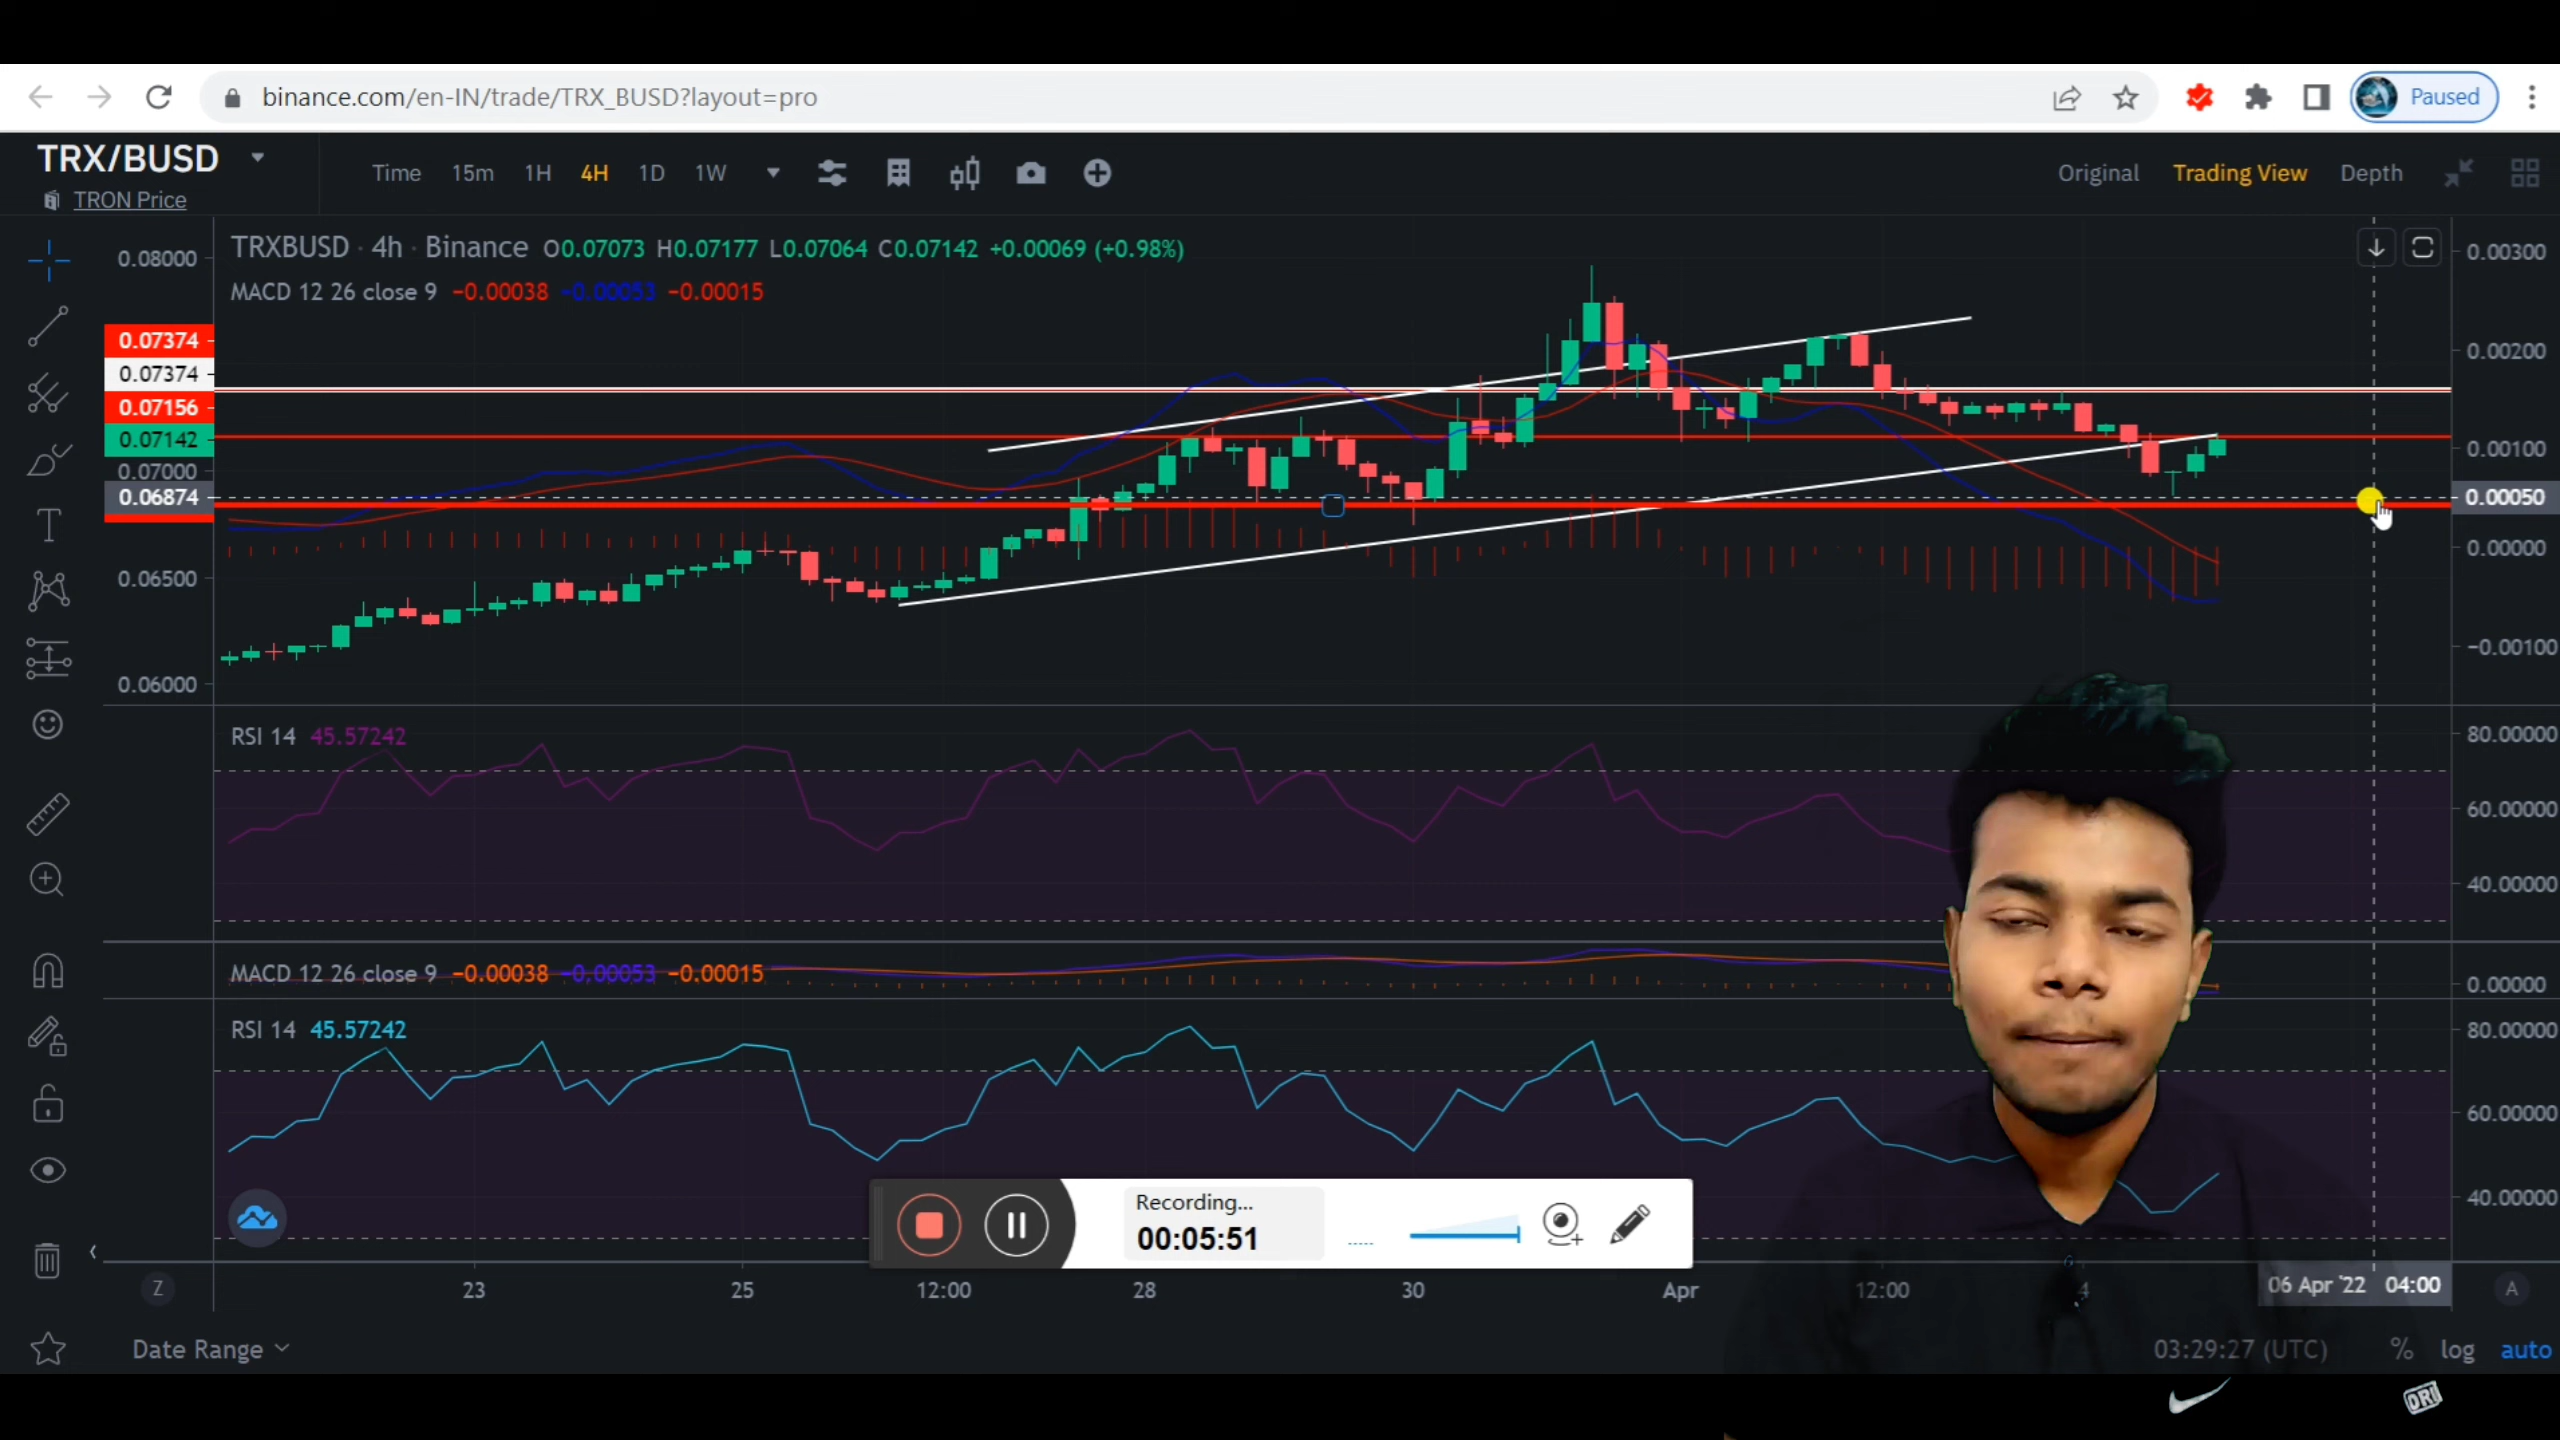 binance.com/en-IN/trade/TRX_BUSD?layout=pro
Paused
TRX/BUSD
TRON Price
Time 15m 1H 4H 1D 1W
Original Trading View Depth
TRXBUSD · 4h · Binance O0.07073 H0.07177 L0.07064 C0.07142 +0.00069 (+0.98%)
MACD 12 26 close 9 −0.00038 −0.00053 −0.00015
0.08000
0.07374
0.07374
0.07156
0.07142
0.07000
0.06874
0.06500
0.06000
0.00300
0.00200
0.00100
0.00050
0.00000
−0.00100
RSI 14 45.57242
80.00000
60.00000
40.00000
MACD 12 26 close 9 −0.00038 −0.00053 −0.00015
0.00000
RSI 14 45.57242
80.00000
60.00000
40.00000
Recording...
00:05:51
Z 23 25 12:00 28 30 Apr 12:00 4 06 Apr '22 04:00 A
Date Range
03:29:27 (UTC) % log auto